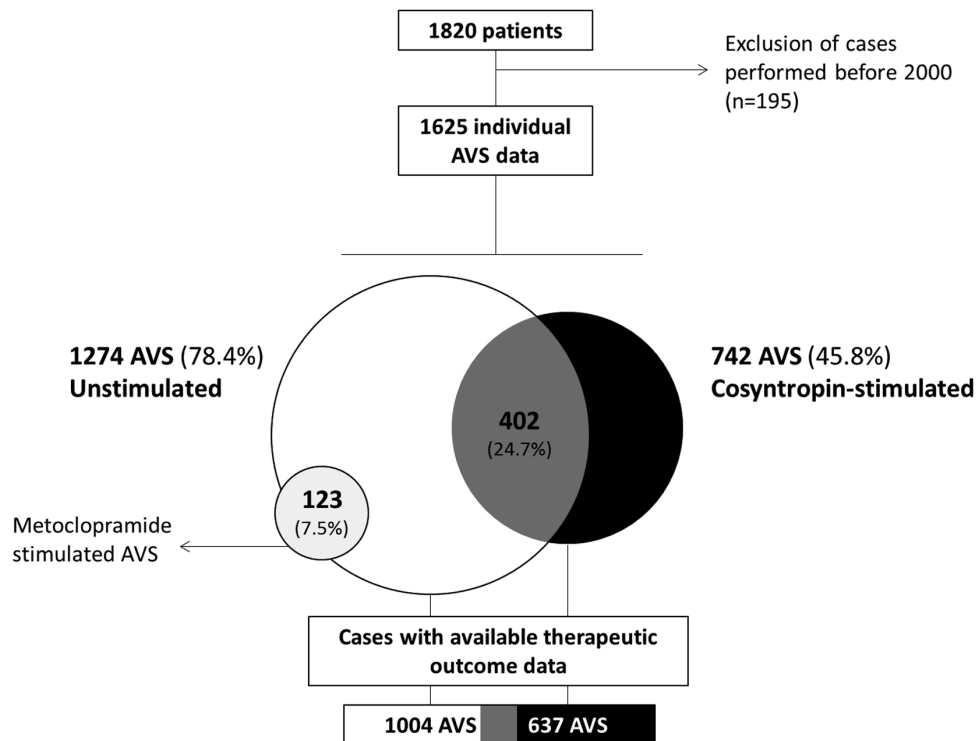 1820 patients
Exclusion of cases
performed before 2000
(n=195)
1625 individual
AVS data
1274 AVS (78.4%)
Unstimulated
742 AVS (45.8%)
Cosyntropin-stimulated
402
(24.7%)
123
(7.5%)
Metoclopramide
stimulated AVS
Cases with available therapeutic
outcome data
1004 AVS
637 AVS